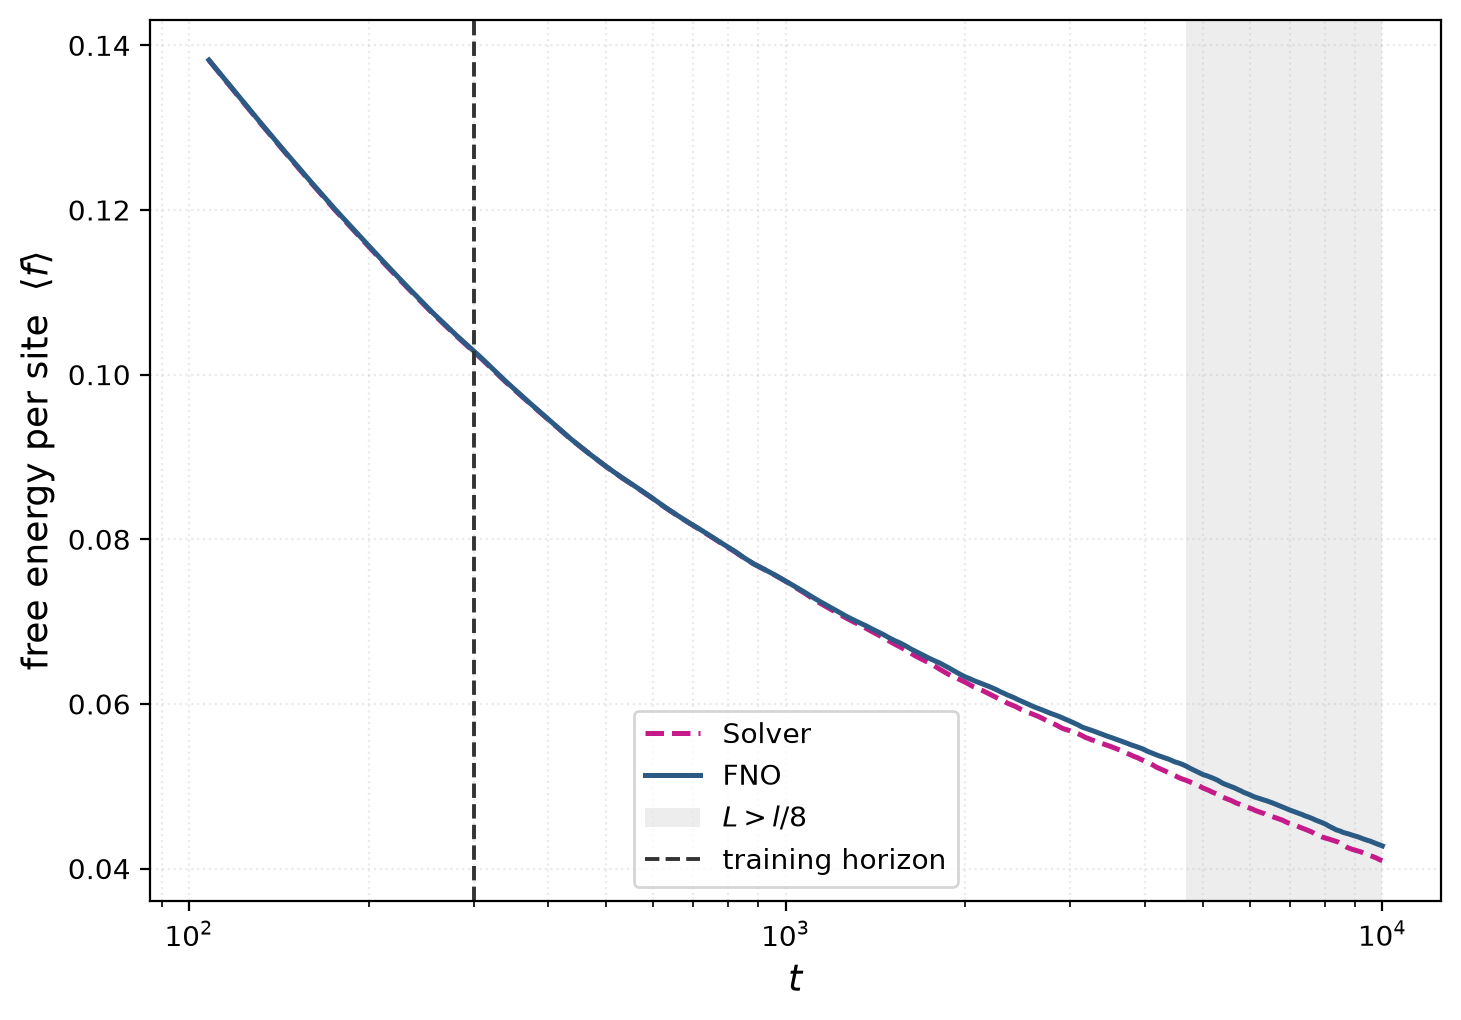 0.14
0.12
0.10
0.08
0.06
0.04
free energy per site ⟨f⟩
Solver
FNO
L > l/8
training horizon
10² 10³ 10⁴
t